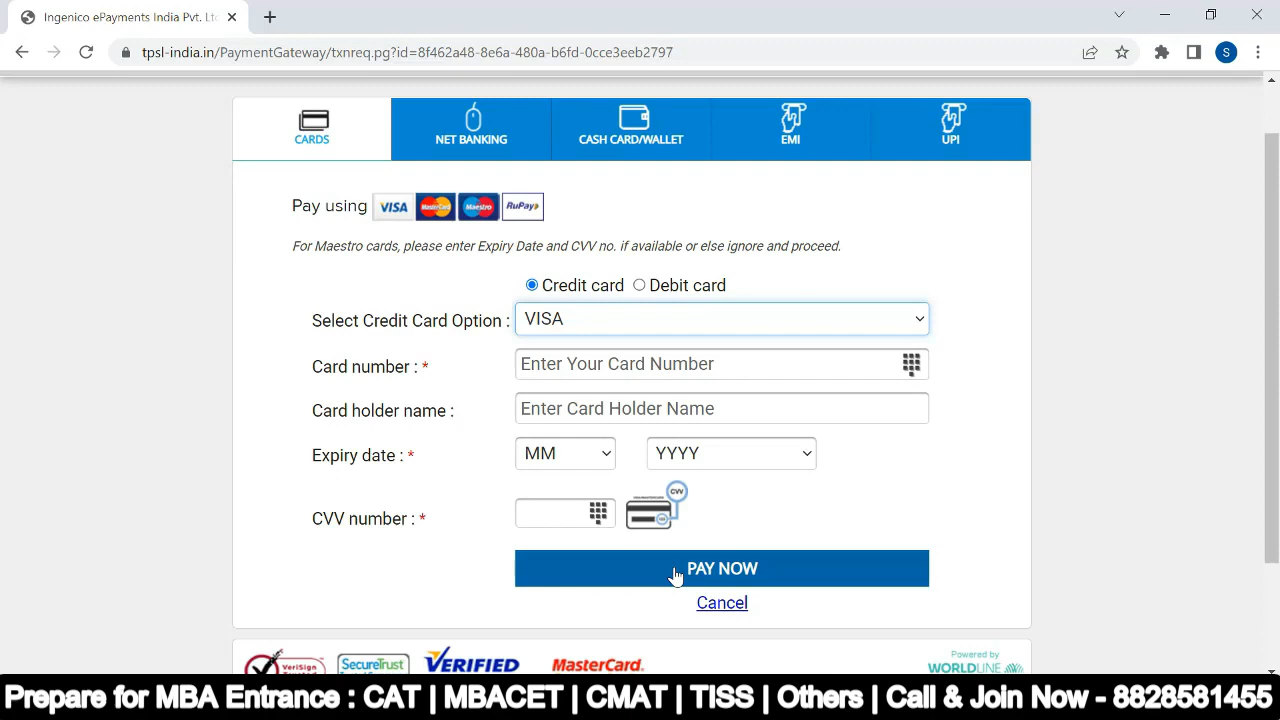 Ingenico ePayments India Pvt. Lt
tpsl-india.in/PaymentGateway/txnreq.pg?id=8f462a48-8e6a-480a-b6fd-0cce3eeb2797
S
CARDS
NET BANKING
CASH CARD/WALLET
EMI
UPI
Pay using VISA MasterCard Maestro RuPay
For Maestro cards, please enter Expiry Date and CVV no. if available or else ignore and proceed.
Credit card Debit card
Select Credit Card Option : VISA
Card number : * Enter Your Card Number
Card holder name : Enter Card Holder Name
Expiry date : * MM YYYY
CVV number : * CVV
PAY NOW
Cancel
VeriSign
SecureTrust
VERIFIED
MasterCard.
Powered by
WORLDLINE
Prepare for MBA Entrance : CAT | MBACET | CMAT | TISS | Others | Call & Join Now - 8828581455